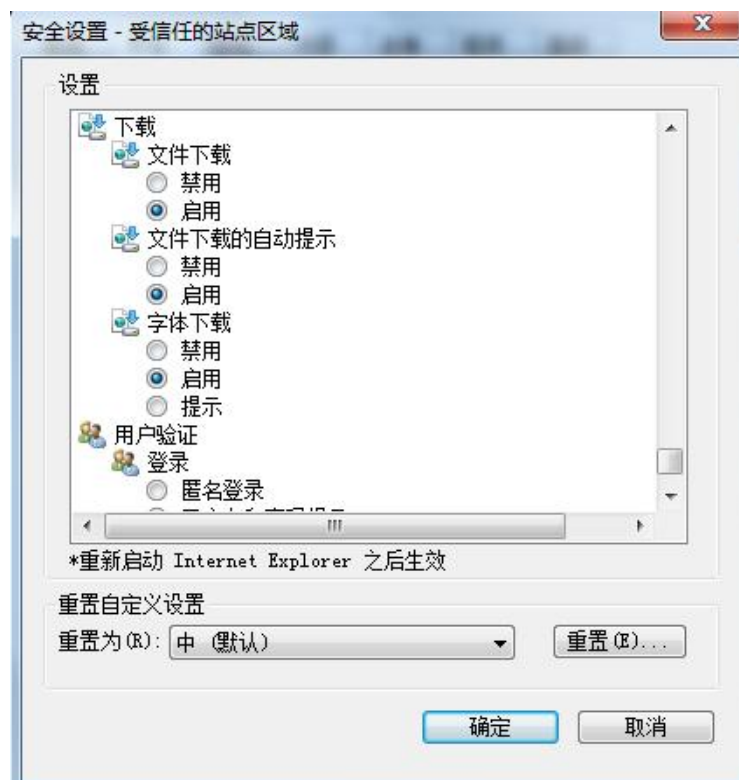 安全设置 - 受信任的站点区域
设置
下载
文件下载
禁用
启用
文件下载的自动提示
禁用
启用
字体下载
禁用
启用
提示
用户验证
登录
匿名登录
*重新启动 Internet Explorer 之后生效
重置自定义设置
重置为(R): 中 (默认) 重置(E)...
确定 取消